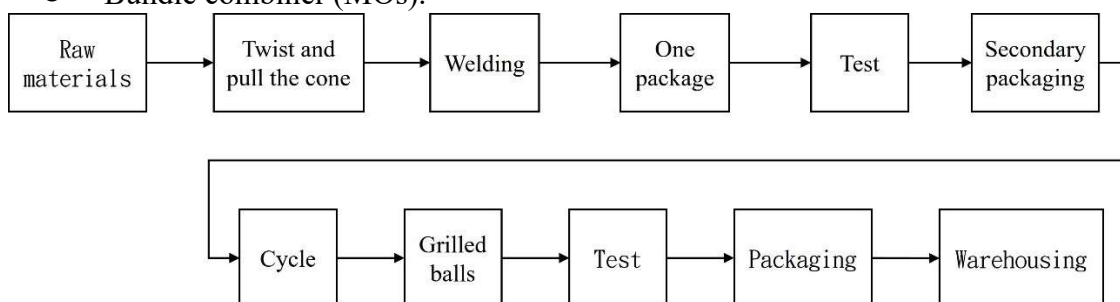 Bundle combiner (MOs):
Raw
materials
Twist and
pull the cone
Welding
One
package
Test
Secondary
packaging
Cycle
Grilled
balls
Test
Packaging
Warehousing